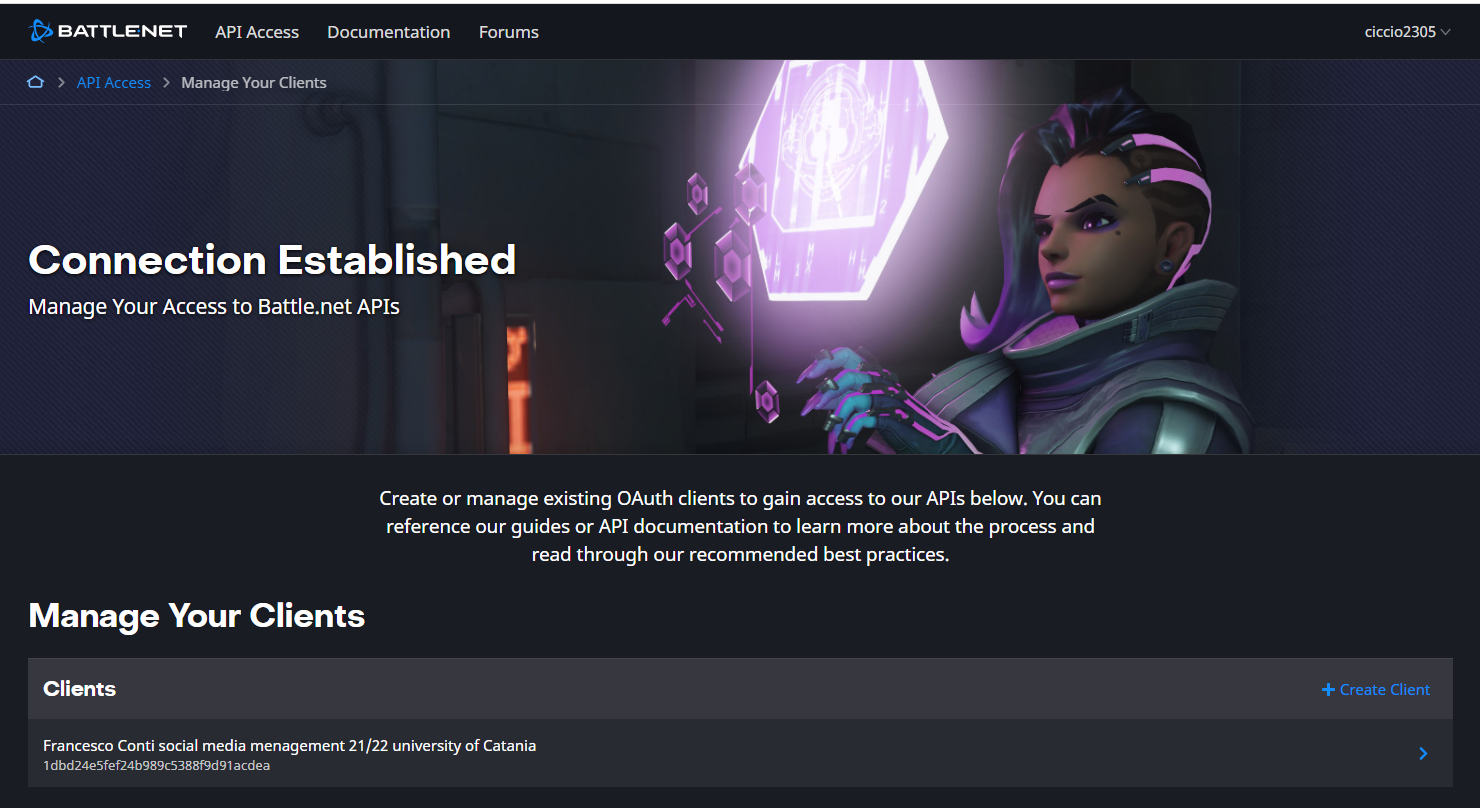 BATTLE.NET API Access Documentation Forums ciccio2305
API Access Manage Your Clients
Connection Established
Manage Your Access to Battle.net APIs
Create or manage existing OAuth clients to gain access to our APIs below. You can
reference our guides or API documentation to learn more about the process and
read through our recommended best practices.
Manage Your Clients
Clients + Create Client
Francesco Conti social media menagement 21/22 university of Catania
1dbd24e5fef24b989c5388f9d91acdea